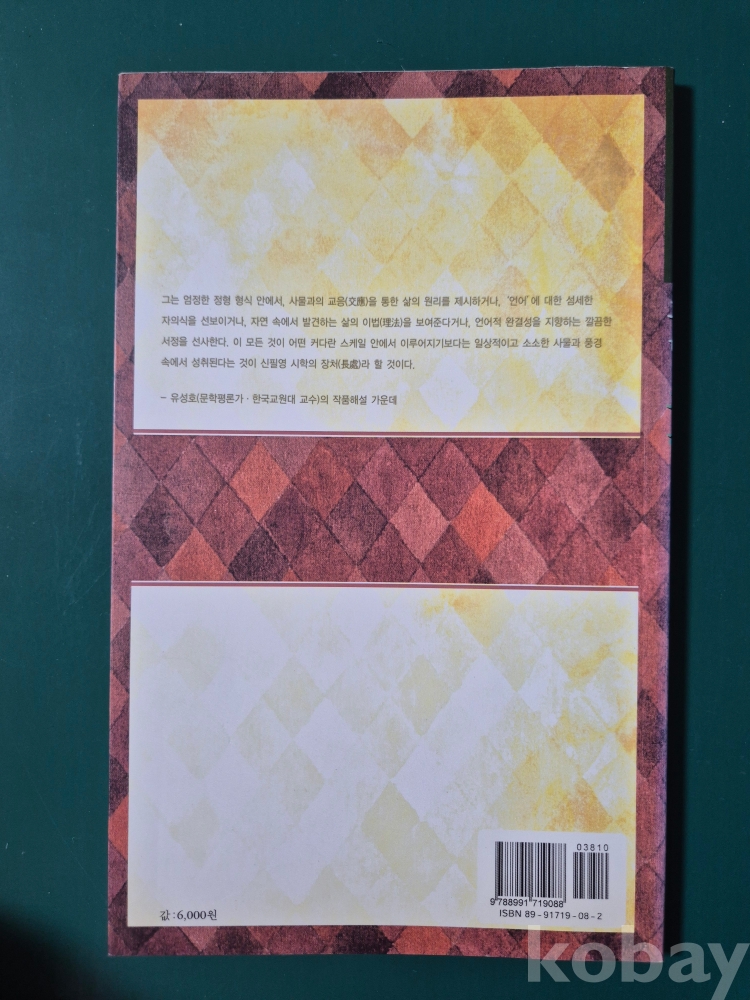 그는 엄정한 정형 형식 안에서, 사물과의 교응(交應)을 통한 삶의 원리를 제시하거나, '언어'에 대한 섬세한
자의식을 선보이거나, 자연 속에서 발견하는 삶의 이법(理法)을 보여준다거나, 언어적 완결성을 지향하는 깔끔한
서정을 선사한다. 이 모든 것이 어떤 커다란 스케일 안에서 이루어지기보다는 일상적이고 소소한 사물과 풍경
속에서 성취된다는 것이 신필영 시학의 장처(長處)라 할 것이다.
- 유성호(문학평론가 · 한국교원대 교수)의 작품해설 가운데
03810
9 788991 719088
ISBN 89-91719-08-2
값 : 6,000원
kobay